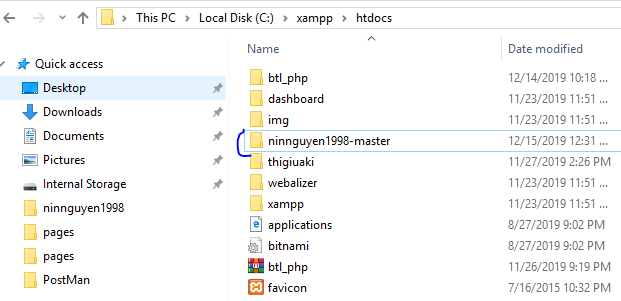 This PC > Local Disk (C:) > xampp > htdocs
Name Date modified
Quick access
Desktop
Downloads
Documents
Pictures
Internal Storage
ninnguyen1998
pages
pages
PostMan
btl_php 12/14/2019 10:18 ...
dashboard 11/23/2019 11:51 ...
img 11/23/2019 11:51 ...
ninnguyen1998-master 12/15/2019 12:31 ...
thigiuaki 11/27/2019 2:26 PM
webalizer 11/23/2019 11:51 ...
xampp 11/23/2019 11:51 ...
applications 8/27/2019 9:02 PM
bitnami 8/27/2019 9:02 PM
btl_php 11/26/2019 9:19 PM
favicon 7/16/2015 10:32 PM